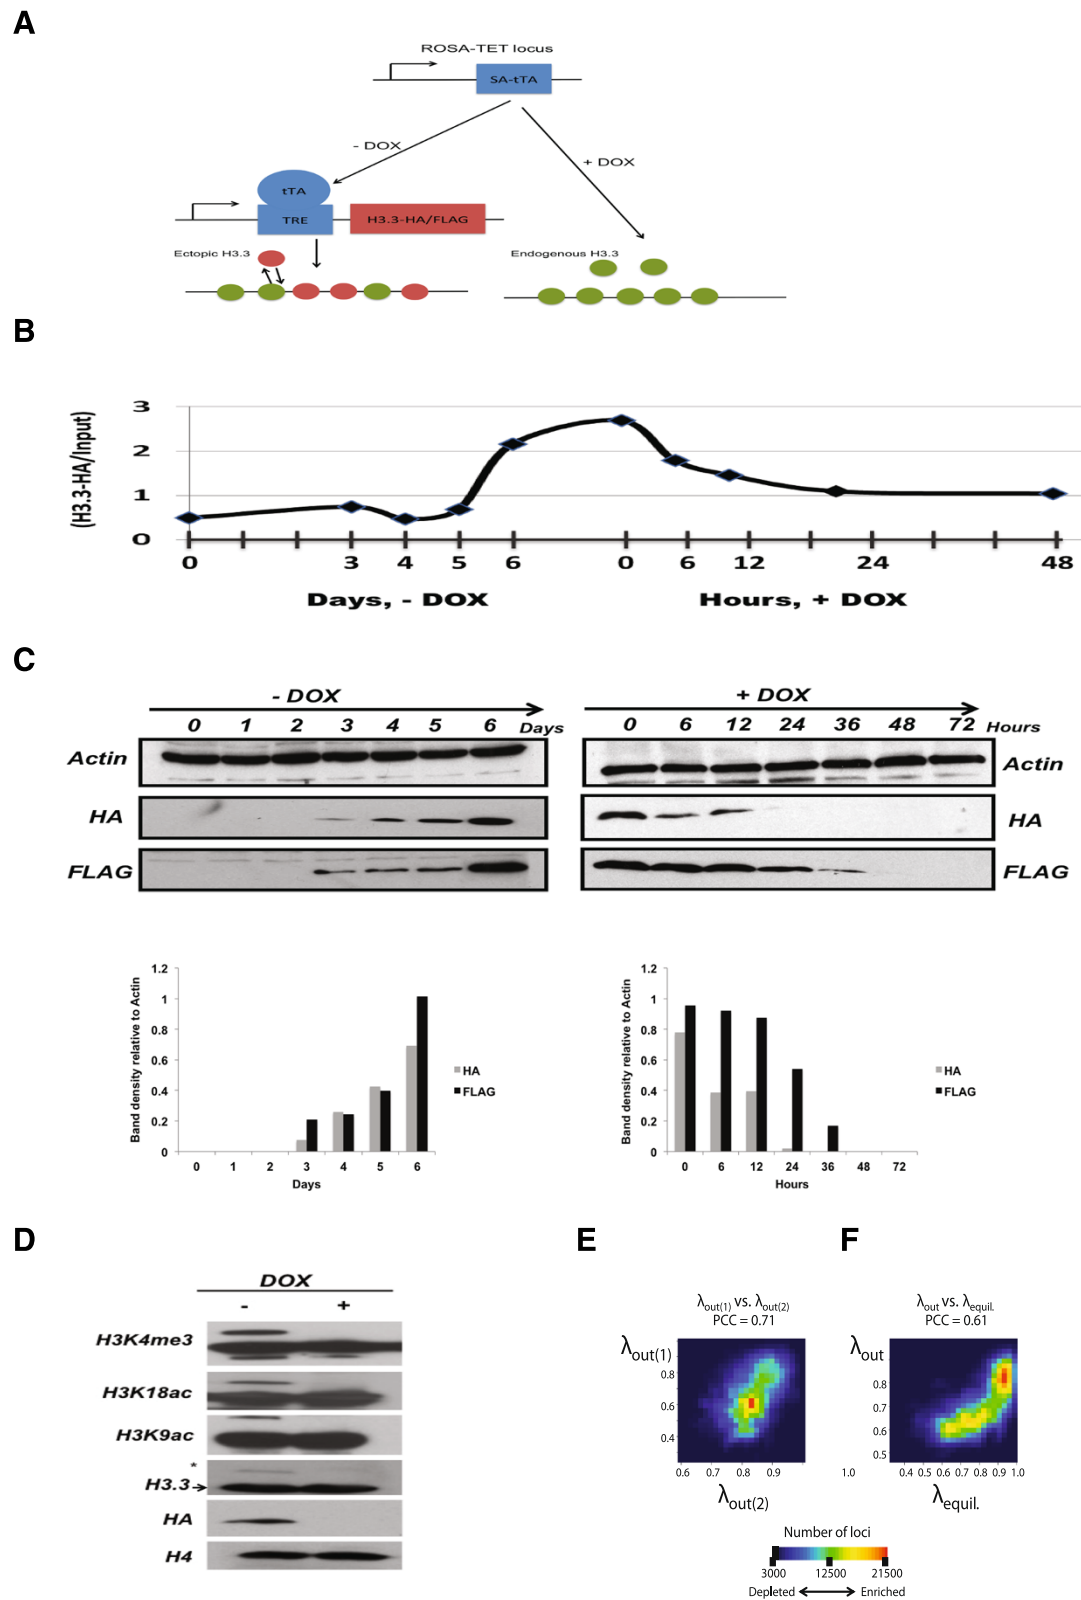 A
ROSA-TET locus
SA-tTA
- DOX
+ DOX
tTA
TRE
H3.3-HA/FLAG
Ectopic H3.3
Endogenous H3.3
B
(H3.3-HA/Input)
3
2
1
0
0 3 4 5 6 0 6 12 24 48
Days, - DOX
Hours, + DOX
C
- DOX
0 1 2 3 4 5 6 Days
Actin
HA
FLAG
+ DOX
0 6 12 24 36 48 72 Hours
Actin
HA
FLAG
Band density relative to Actin
1.2
1
0.8
0.6
0.4
0.2
0
0 1 2 3 4 5 6
Days
HA
FLAG
Band density relative to Actin
1.2
1
0.8
0.6
0.4
0.2
0
0 6 12 24 36 48 72
Hours
HA
FLAG
D
DOX
- +
H3K4me3
H3K18ac
H3K9ac
*
H3.3
HA
H4
E
λout(1) vs. λout(2)
PCC = 0.71
λout(1)
0.8
0.6
0.4
0.6 0.7 0.8 0.9 1.0
λout(2)
F
λout vs. λequil.
PCC = 0.61
λout
0.8
0.7
0.6
0.5
0.4 0.5 0.6 0.7 0.8 0.9 1.0
λequil.
Number of loci
3000 12500 21500
Depleted Enriched